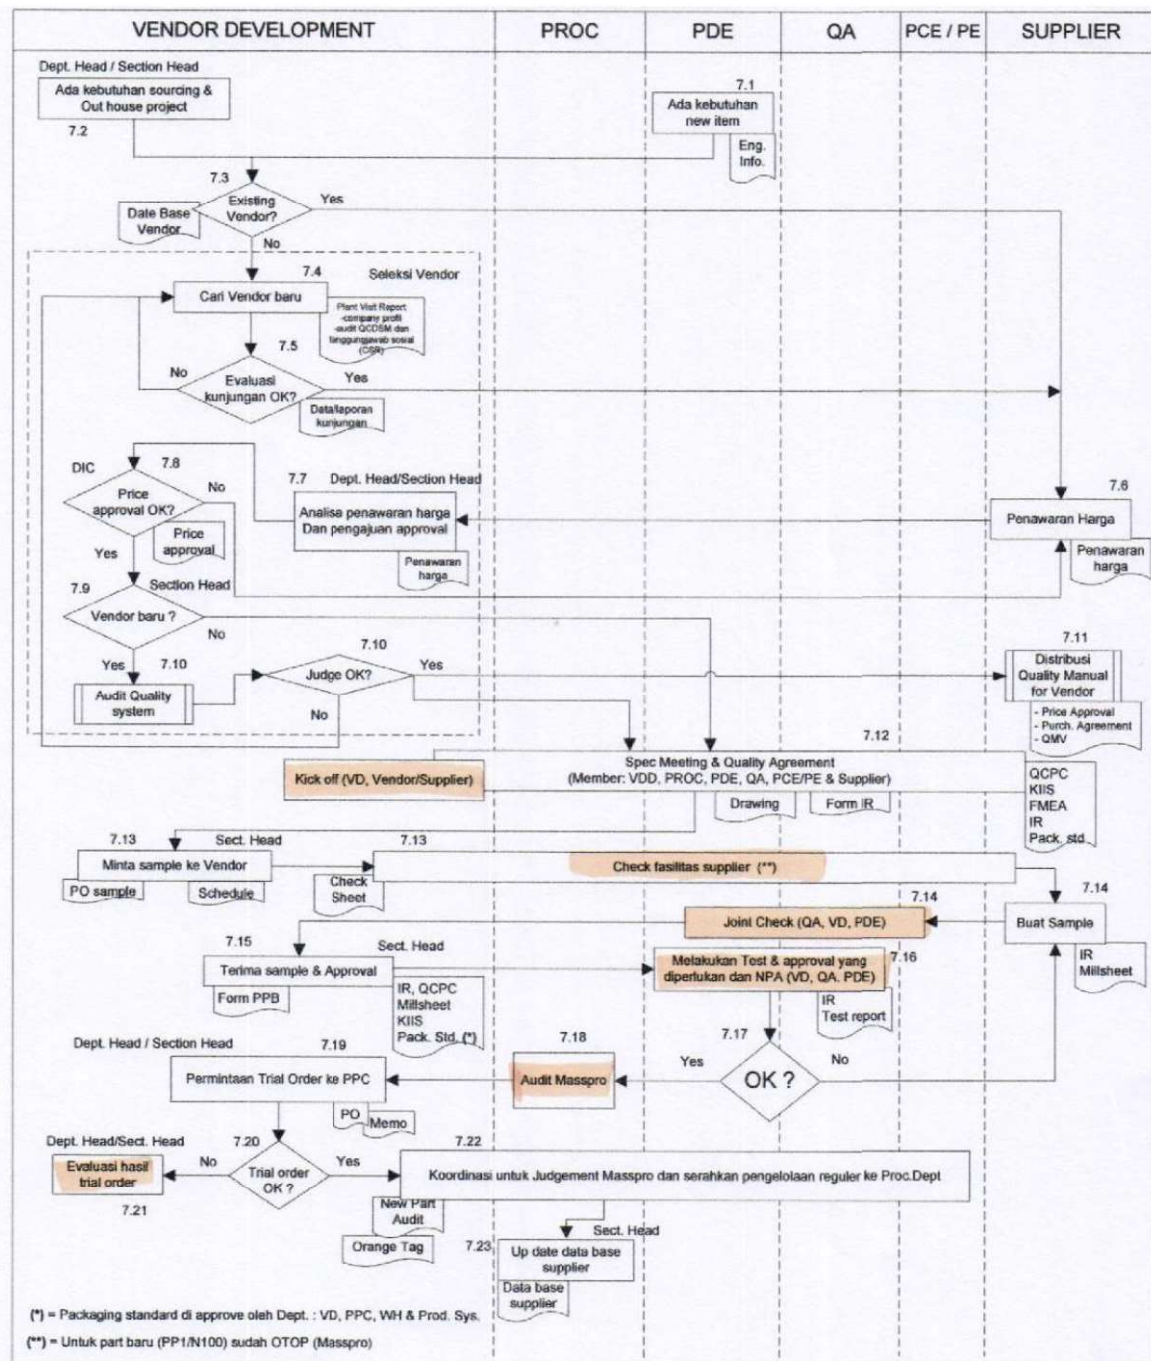 VENDOR DEVELOPMENT
PROC
PDE
QA
PCE / PE
SUPPLIER
Dept. Head / Section Head
Ada kebutuhan sourcing &
Out house project
7.2
7.1
Ada kebutuhan
new item
Eng.
Info.
7.3
Existing
Vendor?
Yes
Date Base
Vendor
No
7.4
Seleksi Vendor
Cari Vendor baru
Plant Visit Report
-company profil
-audit QCDSM dan
tanggungjawab sosial
(CSR)
7.5
No
Evaluasi
kunjungan OK?
Yes
Data/laporan
kunjungan
DIC
7.8
Price
approval OK?
No
Price
approval
Yes
7.7
Dept. Head/Section Head
Analisa penawaran harga
Dan pengajuan approval
Penawaran
harga
7.6
Penawaran Harga
Penawaran
harga
7.9
Section Head
Vendor baru ?
No
Yes
7.10
Audit Quality
system
7.10
Judge OK?
Yes
No
7.11
Distribusi
Quality Manual
for Vendor
- Price Approval
- Purch. Agreement
- QMV
7.12
Kick off (VD, Vendor/Supplier)
Spec Meeting & Quality Agreement
(Member: VDD, PROC, PDE, QA, PCE/PE & Supplier)
Drawing
Form IR
QCPC
KIIS
FMEA
IR
Pack. std.
7.13
Sect. Head
Minta sample ke Vendor
PO sample
Schedule
7.13
Check fasilitas supplier (**)
Check
Sheet
7.14
Joint Check (QA, VD, PDE)
7.14
Buat Sample
IR
Millsheet
7.15
Sect. Head
Terima sample & Approval
Form PPB
IR, QCPC
Millsheet
KIIS
Pack. Std. (*)
Melakukan Test & approval yang
diperlukan dan NPA (VD, QA. PDE)
7.16
IR
Test report
7.17
OK ?
Yes
No
7.18
Audit Masspro
Dept. Head / Section Head
7.19
Permintaan Trial Order ke PPC
PO
Memo
Dept. Head/Sect. Head
7.20
Evaluasi hasil
trial order
7.21
No
Trial order
OK ?
Yes
7.22
Koordinasi untuk Judgement Masspro dan serahkan pengelolaan reguler ke Proc.Dept
New Part
Audit
Orange Tag
7.23
Sect. Head
Up date data base
supplier
Data base
supplier
(*) = Packaging standard di approve oleh Dept. : VD, PPC, WH & Prod. Sys.
(**) = Untuk part baru (PP1/N100) sudah OTOP (Masspro)